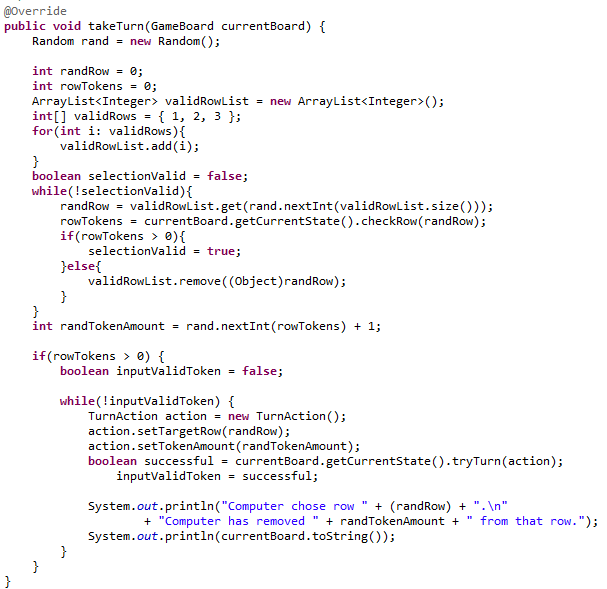 @Override
public void takeTurn(GameBoard currentBoard) {
    Random rand = new Random();

    int randRow = 0;
    int rowTokens = 0;
    ArrayList<Integer> validRowList = new ArrayList<Integer>();
    int[] validRows = { 1, 2, 3 };
    for(int i: validRows){
        validRowList.add(i);
    }
    boolean selectionValid = false;
    while(!selectionValid){
        randRow = validRowList.get(rand.nextInt(validRowList.size()));
        rowTokens = currentBoard.getCurrentState().checkRow(randRow);
        if(rowTokens > 0){
            selectionValid = true;
        }else{
            validRowList.remove((Object)randRow);
        }
    }
    int randTokenAmount = rand.nextInt(rowTokens) + 1;

    if(rowTokens > 0) {
        boolean inputValidToken = false;

        while(!inputValidToken) {
            TurnAction action = new TurnAction();
            action.setTargetRow(randRow);
            action.setTokenAmount(randTokenAmount);
            boolean successful = currentBoard.getCurrentState().tryTurn(action);
                inputValidToken = successful;

            System.out.println("Computer chose row " + (randRow) + ".\n"
                    + "Computer has removed " + randTokenAmount + " from that row.");
            System.out.println(currentBoard.toString());
        }
    }
}